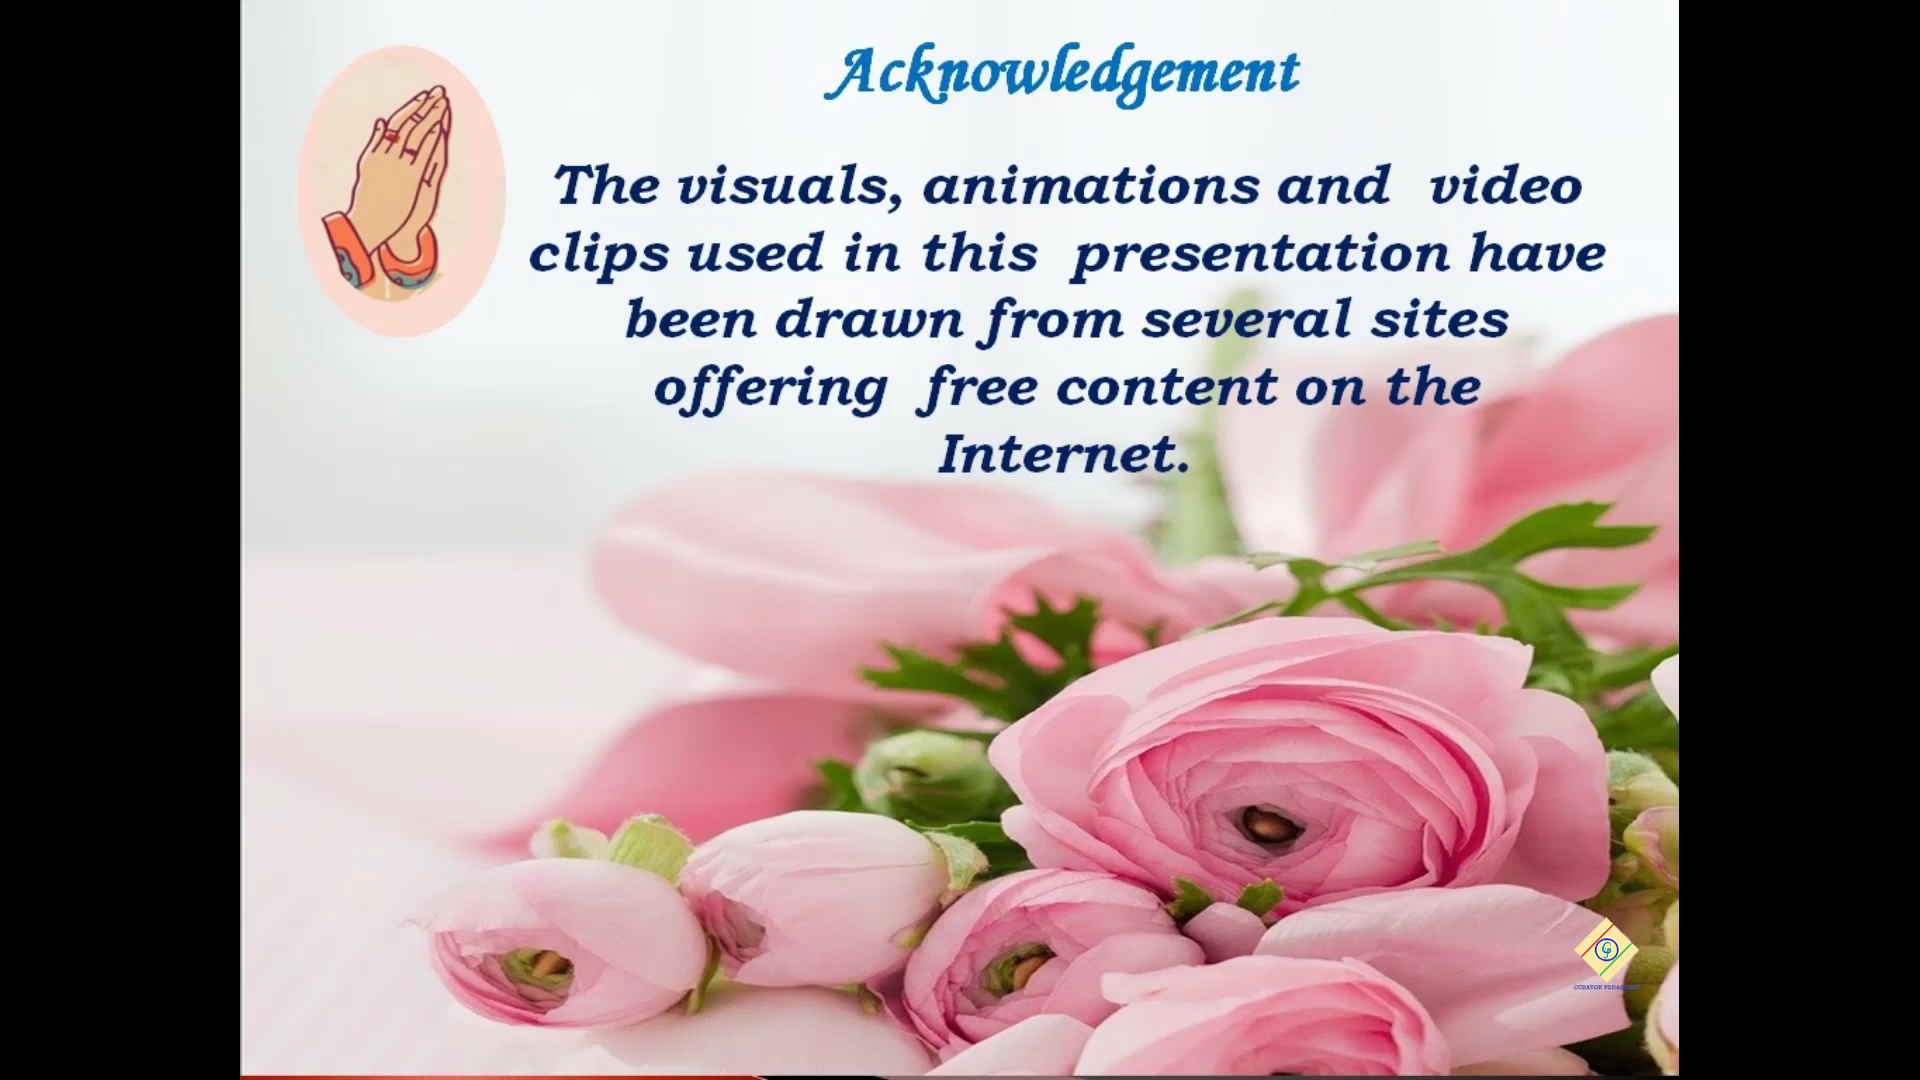 Acknowledgement
The visuals, animations and video
clips used in this presentation have
been drawn from several sites
offering free content on the
Internet.